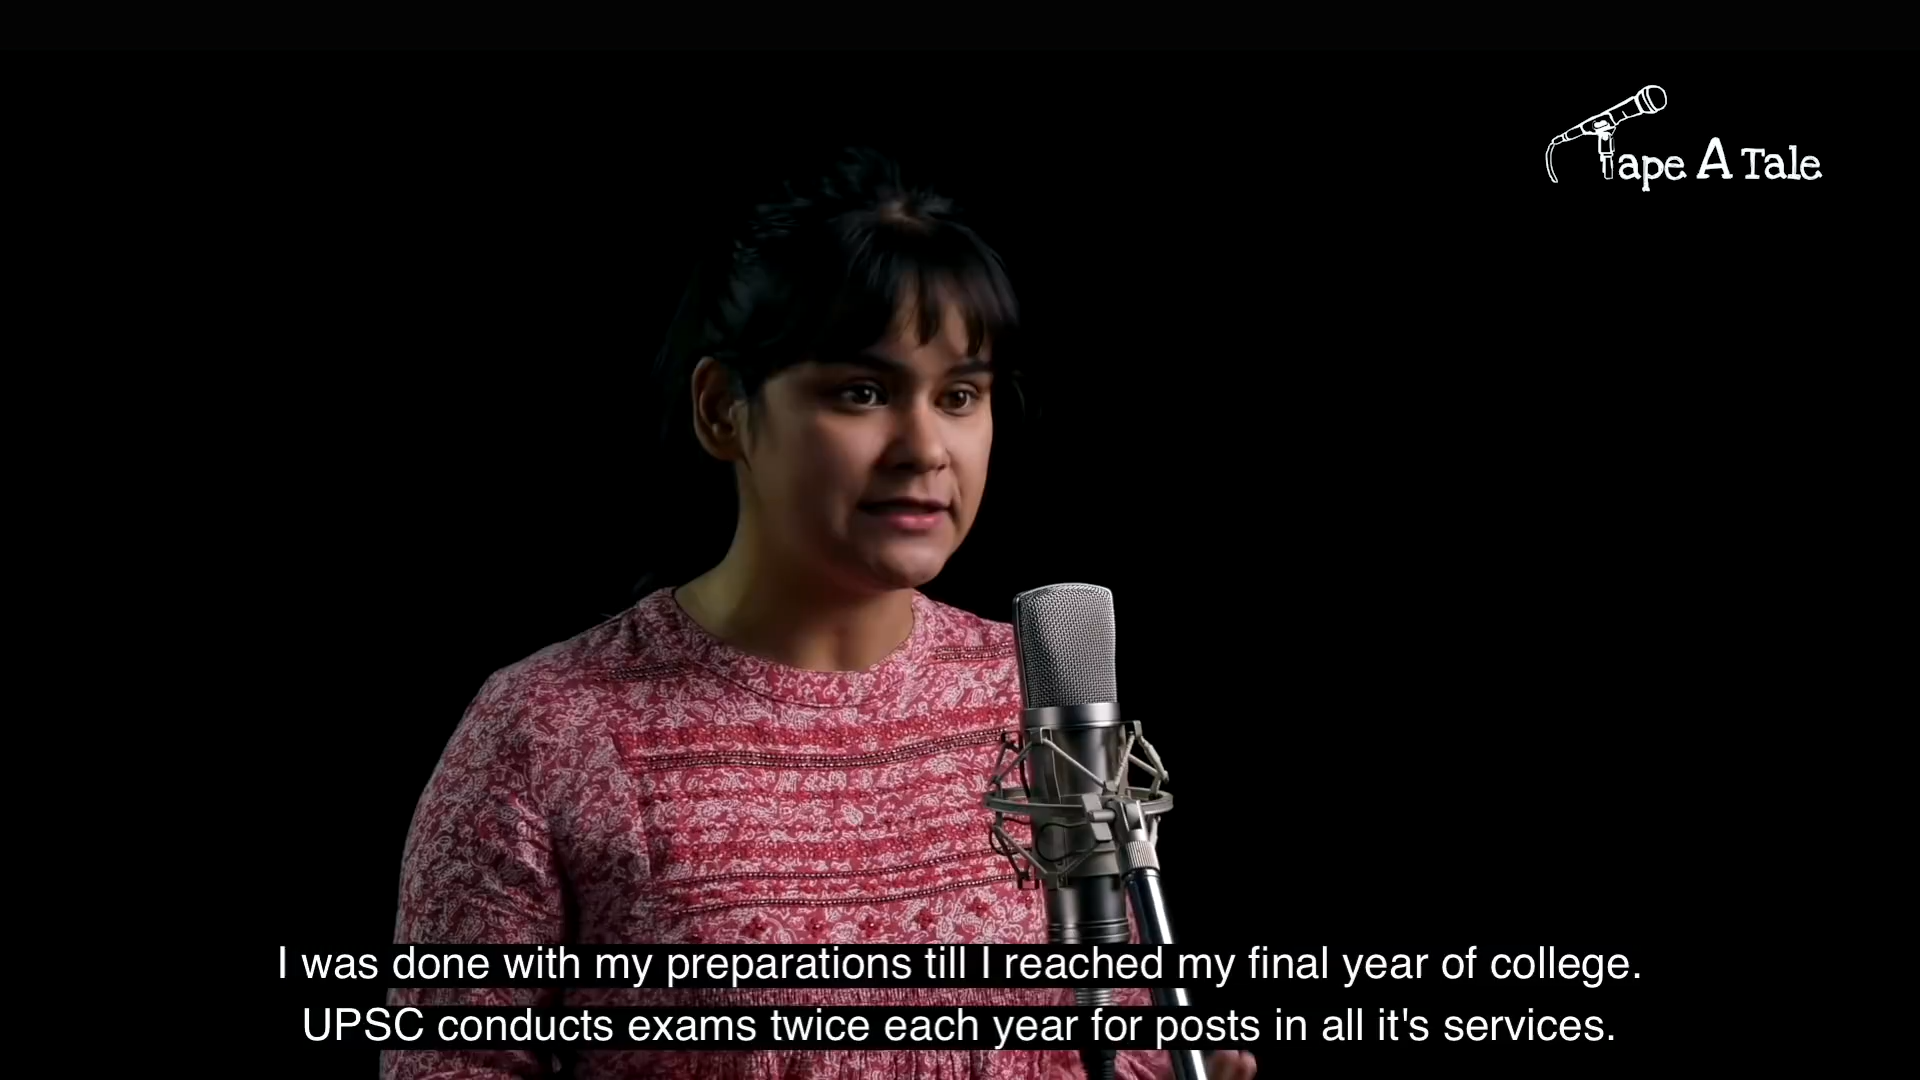 Tape A Tale
I was done with my preparations till I reached my final year of college.
UPSC conducts exams twice each year for posts in all it's services.